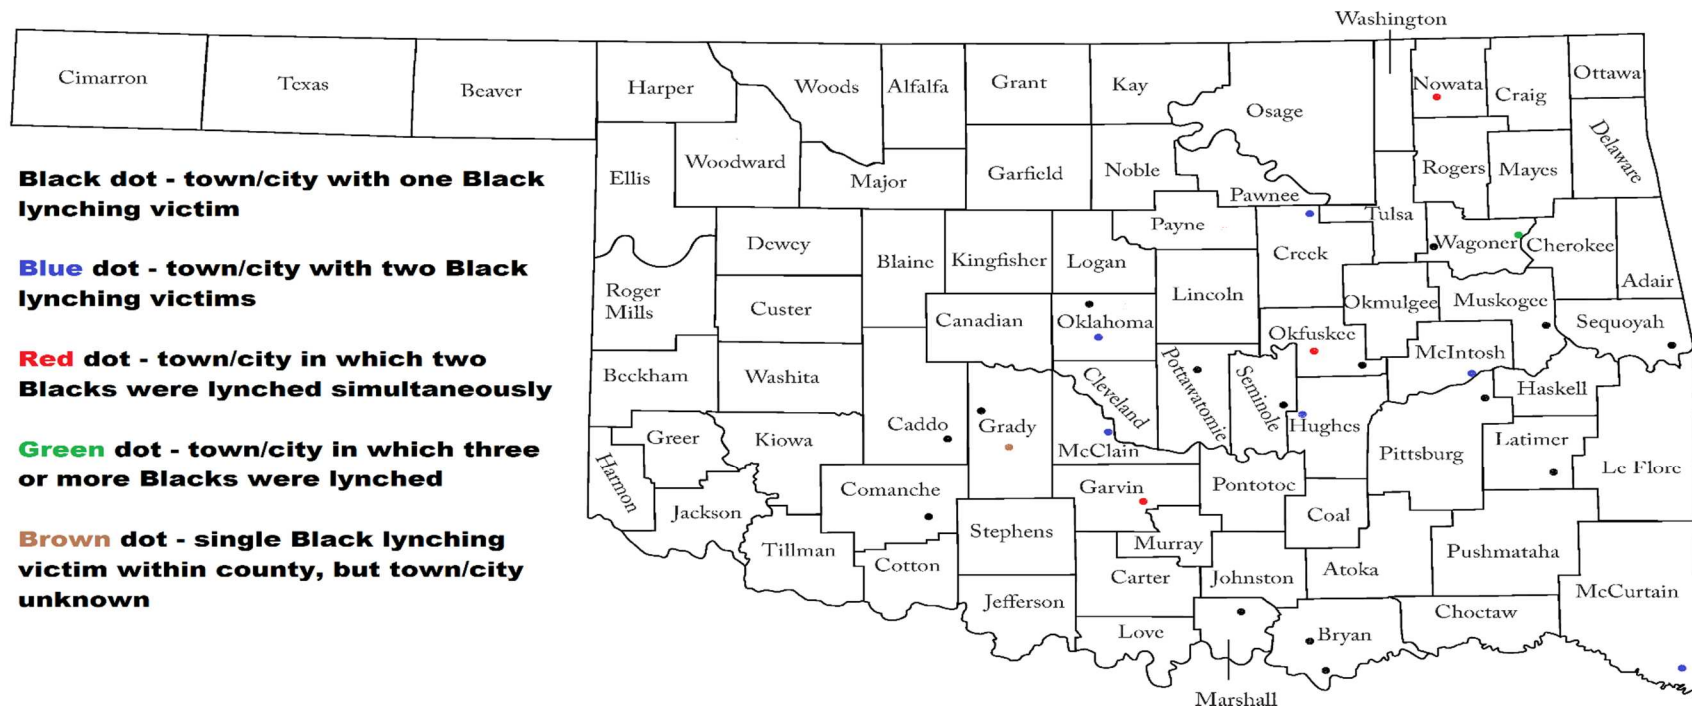 Washington
Cimarron
Texas
Beaver
Harper
Woods
Alfalfa
Grant
Kay
Osage
Nowata
Craig
Ottawa
Delaware
Ellis
Woodward
Major
Garfield
Noble
Pawnee
Rogers
Mayes
Black dot - town/city with one Black
lynching victim
Blue dot - town/city with two Black
lynching victims
Red dot - town/city in which two
Blacks were lynched simultaneously
Green dot - town/city in which three
or more Blacks were lynched
Brown dot - single Black lynching
victim within county, but town/city
unknown
Dewey
Blaine
Kingfisher
Logan
Payne
Creek
Tulsa
Wagoner
Cherokee
Adair
Roger
Mills
Custer
Canadian
Oklahoma
Lincoln
Okmulgee
Muskogee
Sequoyah
Okfuskee
McIntosh
Beckham
Washita
Caddo
Grady
Cleveland
Pottawatomie
Seminole
Hughes
Haskell
Greer
Kiowa
McClain
Pittsburg
Latimer
Le Flore
Harmon
Jackson
Comanche
Garvin
Pontotoc
Coal
Tillman
Cotton
Stephens
Murray
Pushmataha
Jefferson
Carter
Johnston
Atoka
McCurtain
Love
Bryan
Choctaw
Marshall